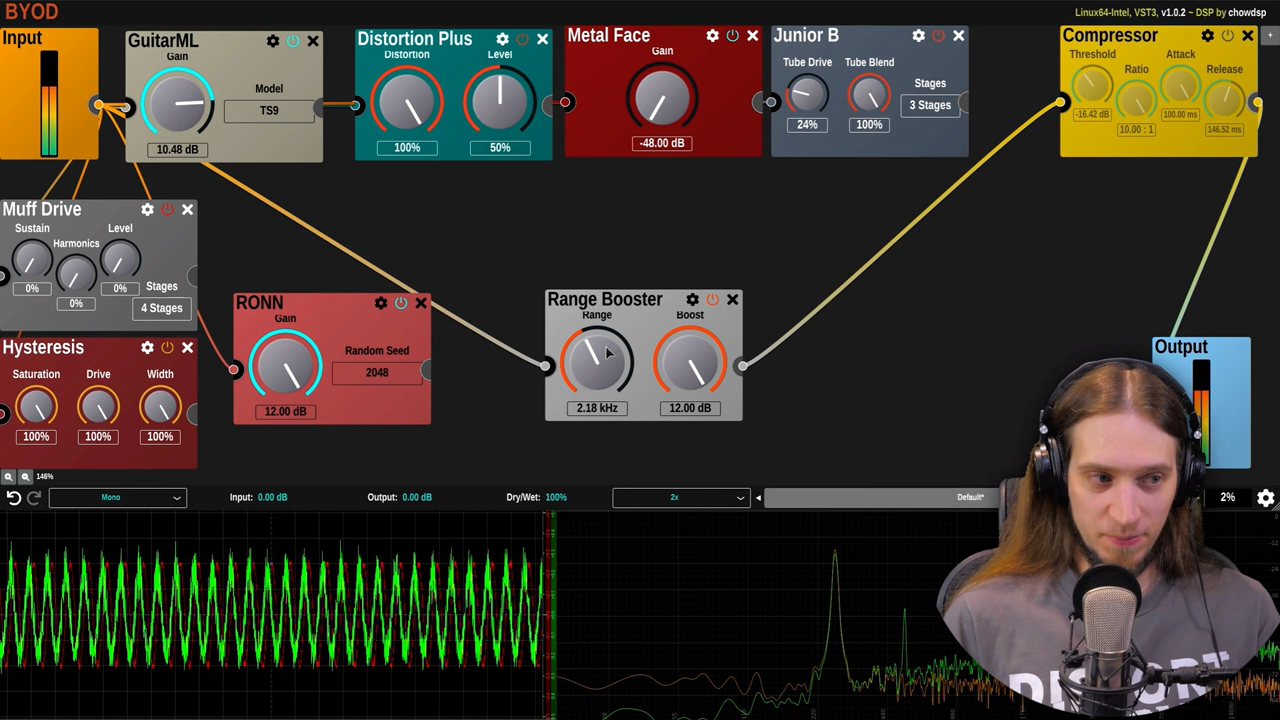 BYOD
Linux64-Intel, VST3, v1.0.2 ~ DSP by chowdsp
Input
GuitarML
Gain
Model
TS9
10.48 dB
Distortion Plus
Distortion
Level
100%
50%
Metal Face
Gain
-48.00 dB
Junior B
Tube Drive
Tube Blend
Stages
3 Stages
24%
100%
Compressor
Threshold
Attack
Ratio
Release
-16.42 dB
100.00 ms
10.00 : 1
146.52 ms
+
Muff Drive
Sustain
Level
Harmonics
Stages
0%
0%
0%
4 Stages
RONN
Gain
Random Seed
2048
12.00 dB
Range Booster
Range
Boost
2.18 kHz
12.00 dB
Output
Hysteresis
Saturation
Drive
Width
100%
100%
100%
146%
Mono
Input: 0.00 dB
Output: 0.00 dB
Dry/Wet: 100%
2x
Default*
2%
DISTORT